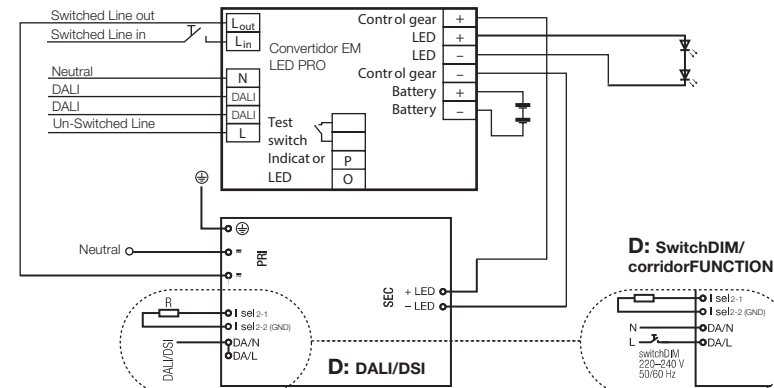 Switched Line out
Switched Line in
Neutral
DALI
DALI
Un-Switched Line
Lout
Lin
N
DALI
DALI
L
Convertidor EM
LED PRO
Test
switch
Indicator
LED
P
O
Control gear +
LED +
LED –
Control gear –
Battery +
Battery –
Neutral
PRI
SEC
+ LED
– LED
R
I sel 2-1
I sel 2-2 (GND)
DA/N
DA/L
DALI/DSI
D: DALI/DSI
D: SwitchDIM/
corridorFUNCTION
I sel 2-1
I sel 2-2 (GND)
N
DA/N
L
DA/L
switchDIM
220–240 V
50/60 Hz